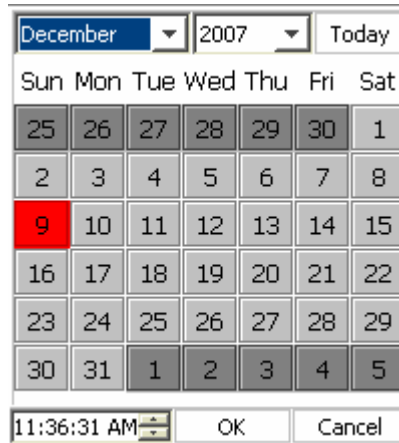 December 2007 Today
Sun Mon Tue Wed Thu Fri Sat
25 26 27 28 29 30 1
2 3 4 5 6 7 8
9 10 11 12 13 14 15
16 17 18 19 20 21 22
23 24 25 26 27 28 29
30 31 1 2 3 4 5
11:36:31 AM OK Cancel